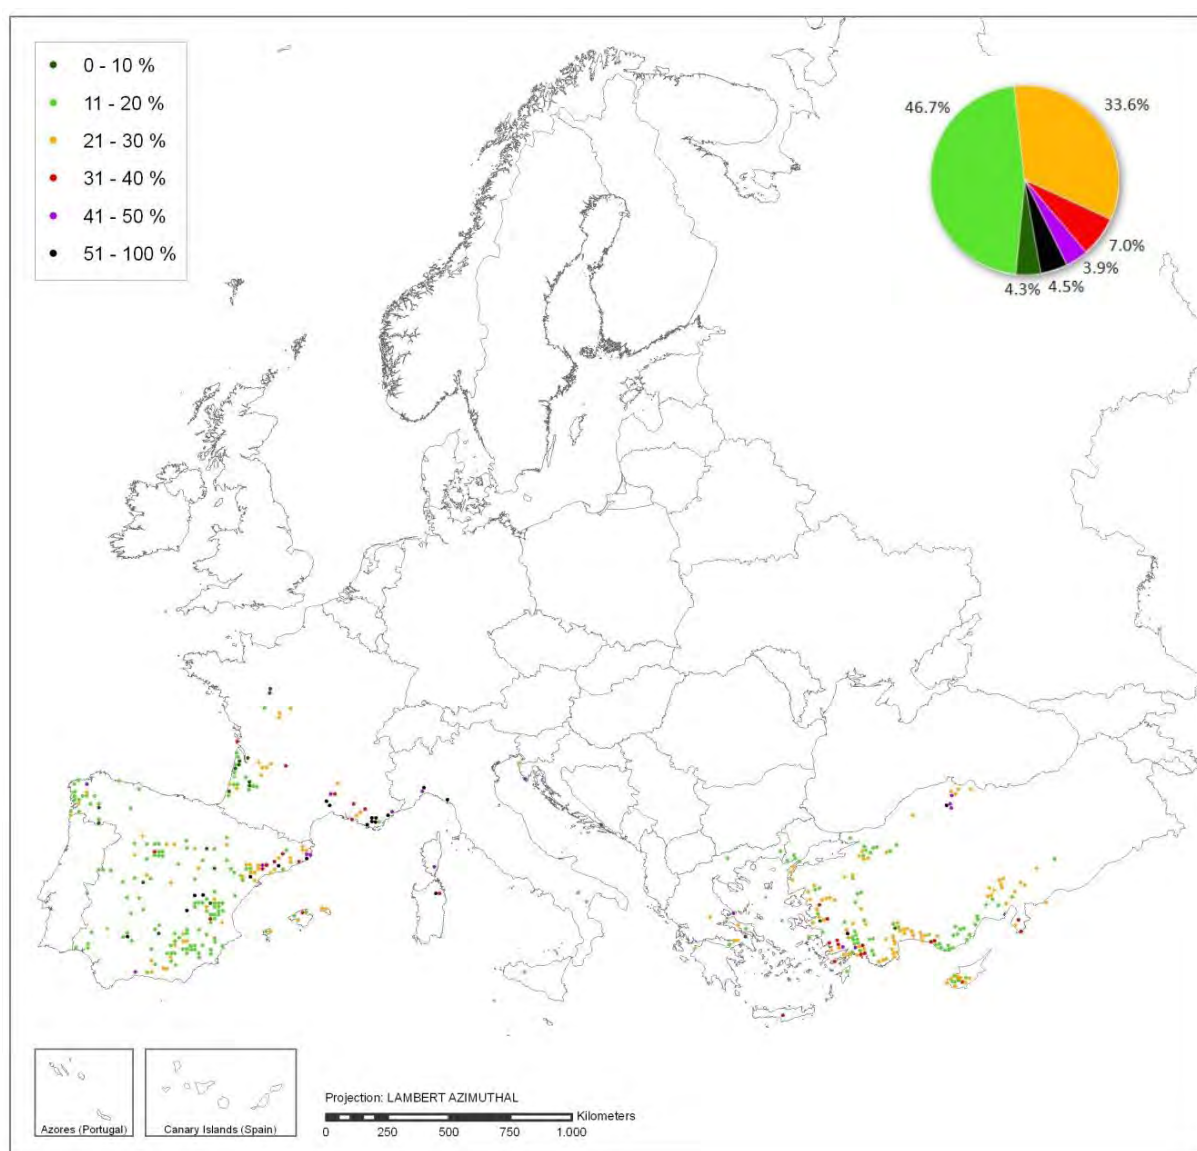 0 - 10 %
11 - 20 %
21 - 30 %
31 - 40 %
41 - 50 %
51 - 100 %
46.7%
33.6%
7.0%
3.9%
4.5%
4.3%
Azores (Portugal)
Canary Islands (Spain)
Projection: LAMBERT AZIMUTHAL
Kilometers
0 250 500 750 1.000